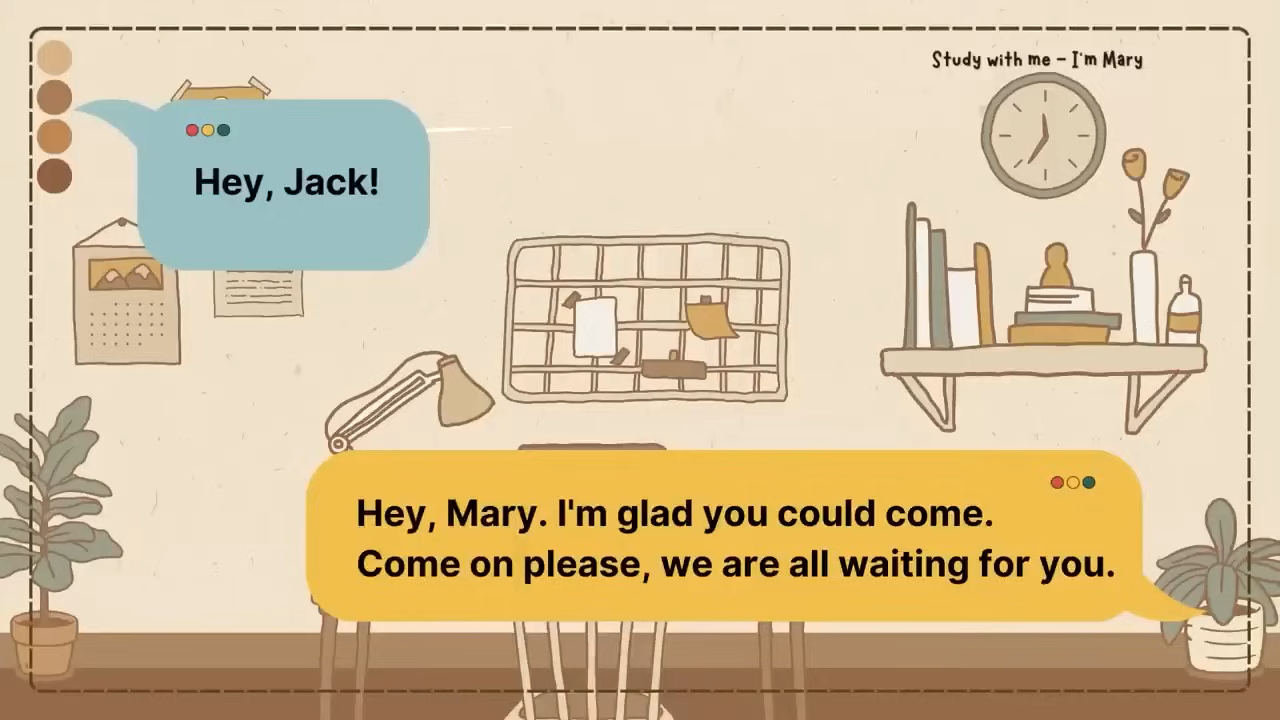 Study with me - I'm Mary
Hey, Jack!
Hey, Mary. I'm glad you could come.
Come on please, we are all waiting for you.